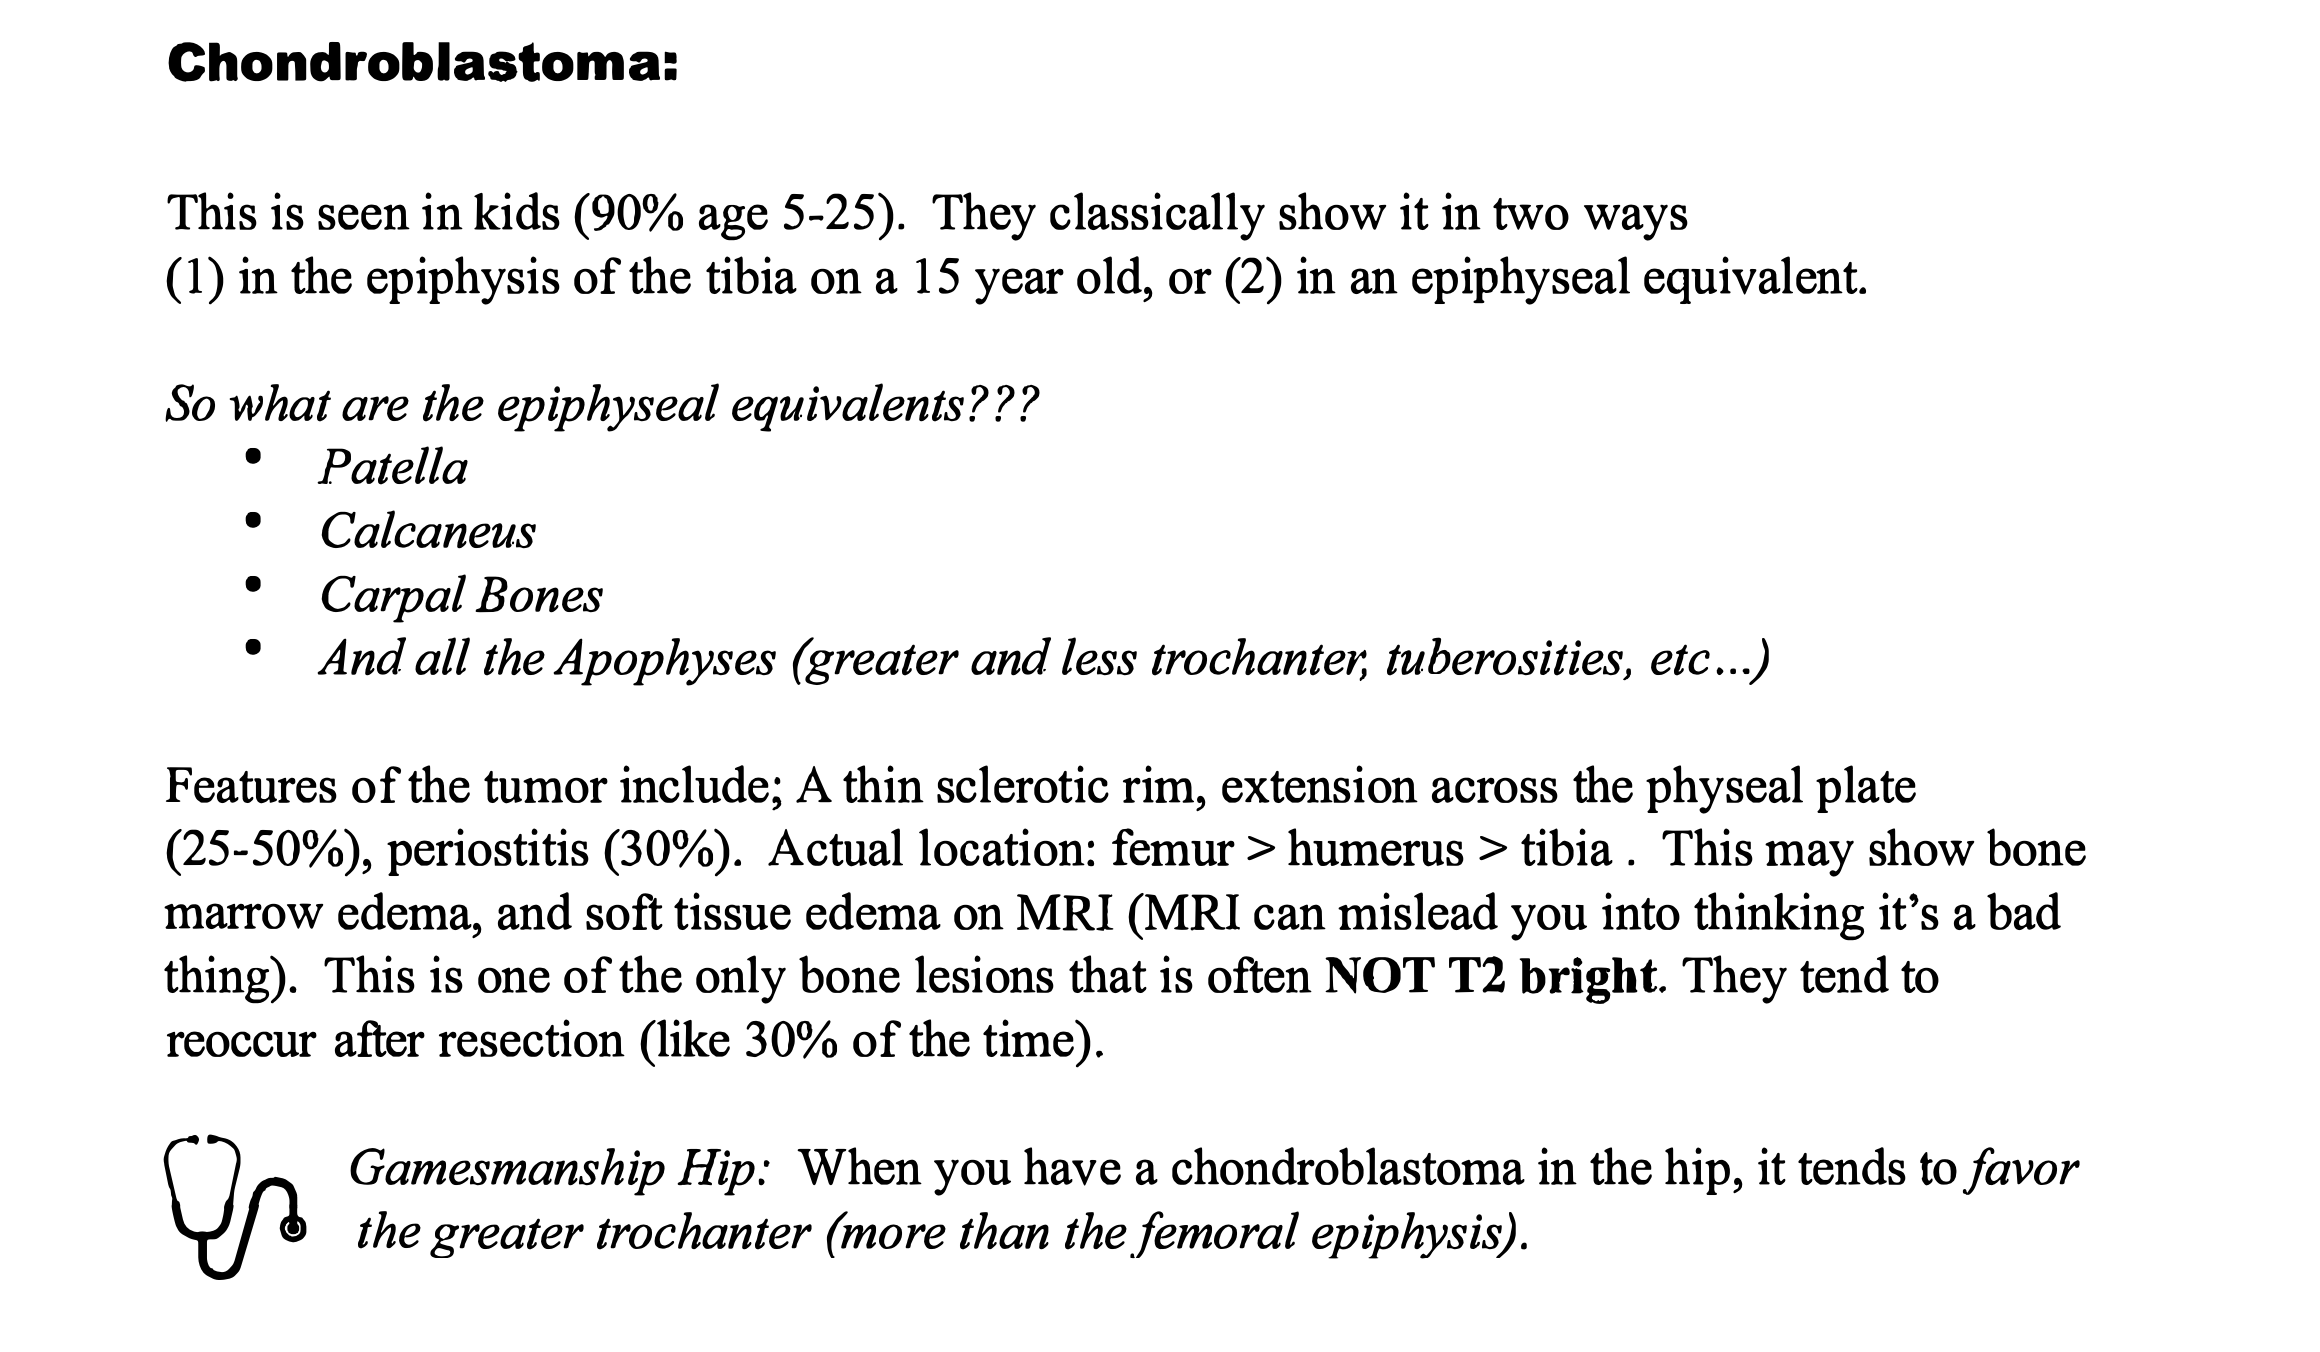 Chondroblastoma:
This is seen in kids (90% age 5-25).  They classically show it in two ways
(1) in the epiphysis of the tibia on a 15 year old, or (2) in an epiphyseal equivalent.
So what are the epiphyseal equivalents???
• Patella
• Calcaneus
• Carpal Bones
• And all the Apophyses (greater and less trochanter, tuberosities, etc...)
Features of the tumor include; A thin sclerotic rim, extension across the physeal plate
(25-50%), periostitis (30%).  Actual location: femur > humerus > tibia .  This may show bone
marrow edema, and soft tissue edema on MRI (MRI can mislead you into thinking it's a bad
thing).  This is one of the only bone lesions that is often NOT T2 bright. They tend to
reoccur after resection (like 30% of the time).
Gamesmanship Hip:  When you have a chondroblastoma in the hip, it tends to favor
the greater trochanter (more than the femoral epiphysis).